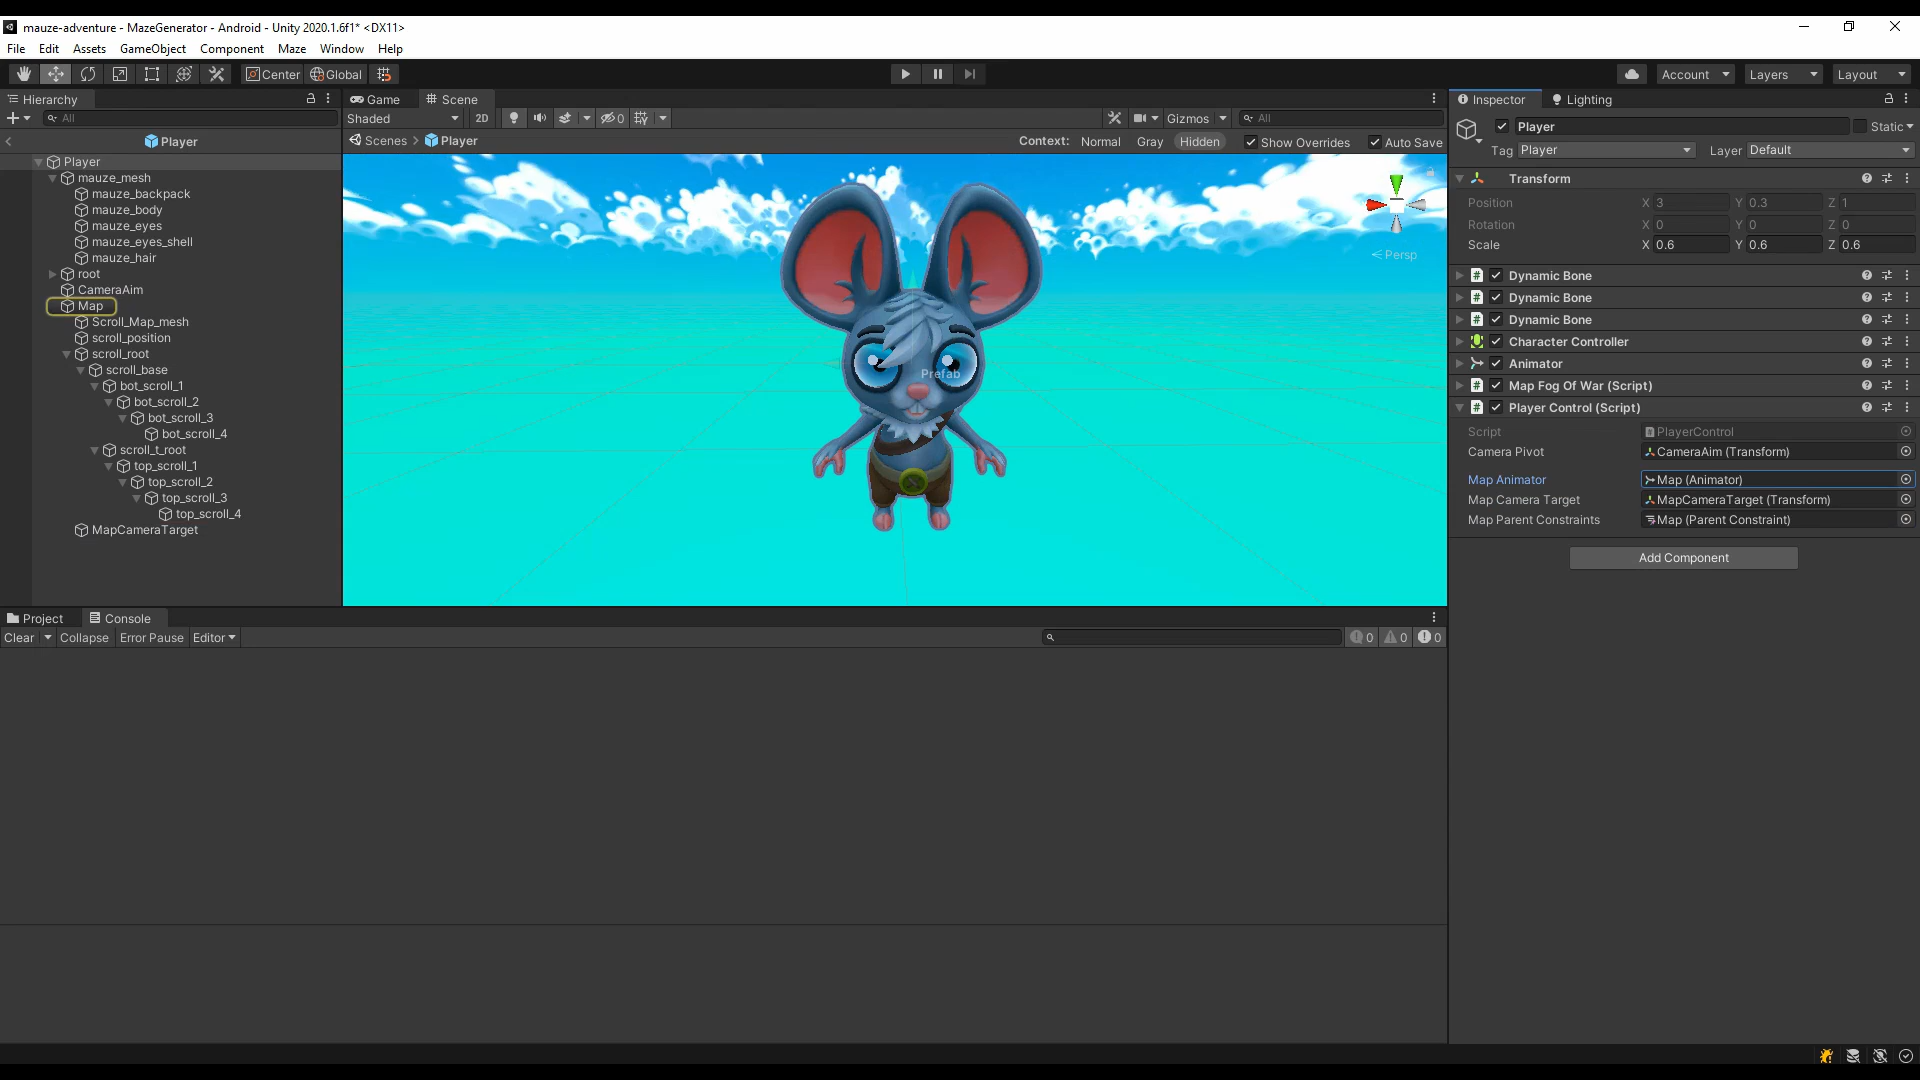 mauze-adventure - MazeGenerator - Android - Unity 2020.1.6f1* <DX11>
File Edit Assets GameObject Component Maze Window Help
Center Global Account Layers Layout
Hierarchy Game Scene Inspector Lighting
All Shaded 2D 0 Gizmos All
Player Scenes Player Context: Normal Gray Hidden Show Overrides Auto Save
Player Static
Tag Player Layer Default
Player
mauze_mesh
mauze_backpack
mauze_body
mauze_eyes
mauze_eyes_shell
mauze_hair
root
CameraAim
Map
Scroll_Map_mesh
scroll_position
scroll_root
scroll_base
bot_scroll_1
bot_scroll_2
bot_scroll_3
bot_scroll_4
scroll_t_root
top_scroll_1
top_scroll_2
top_scroll_3
top_scroll_4
MapCameraTarget
Persp
Prefab
Transform
Position X 3 Y 0.3 Z 1
Rotation X 0 Y 0 Z 0
Scale X 0.6 Y 0.6 Z 0.6
Dynamic Bone
Dynamic Bone
Dynamic Bone
Character Controller
Animator
Map Fog Of War (Script)
Player Control (Script)
Script PlayerControl
Camera Pivot CameraAim (Transform)
Map Animator Map (Animator)
Map Camera Target MapCameraTarget (Transform)
Map Parent Constraints Map (Parent Constraint)
Add Component
Project Console
Clear Collapse Error Pause Editor 0 0 0